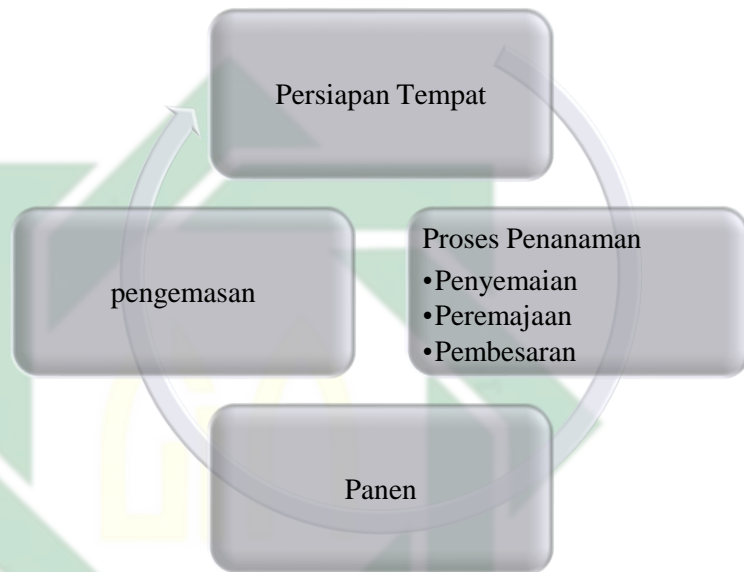 Persiapan Tempat
Proses Penanaman
•Penyemaian
•Peremajaan
•Pembesaran
Panen
pengemasan